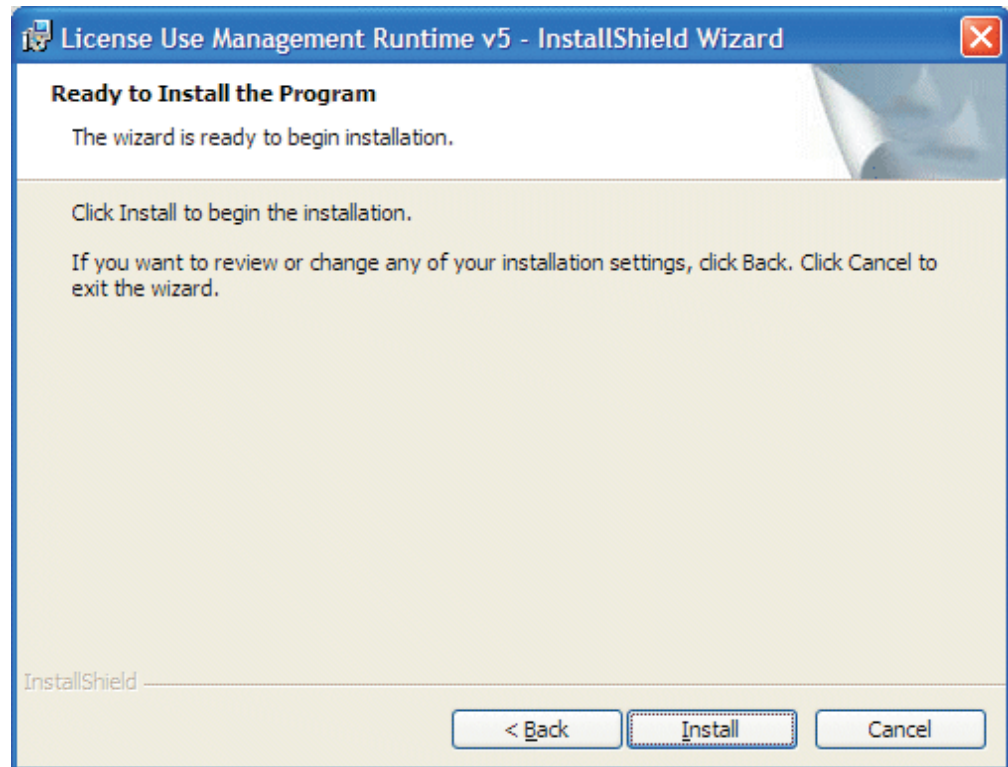 License Use Management Runtime v5 - InstallShield Wizard
Ready to Install the Program
The wizard is ready to begin installation.
Click Install to begin the installation.
If you want to review or change any of your installation settings, click Back. Click Cancel to
exit the wizard.
InstallShield
< Back Install Cancel